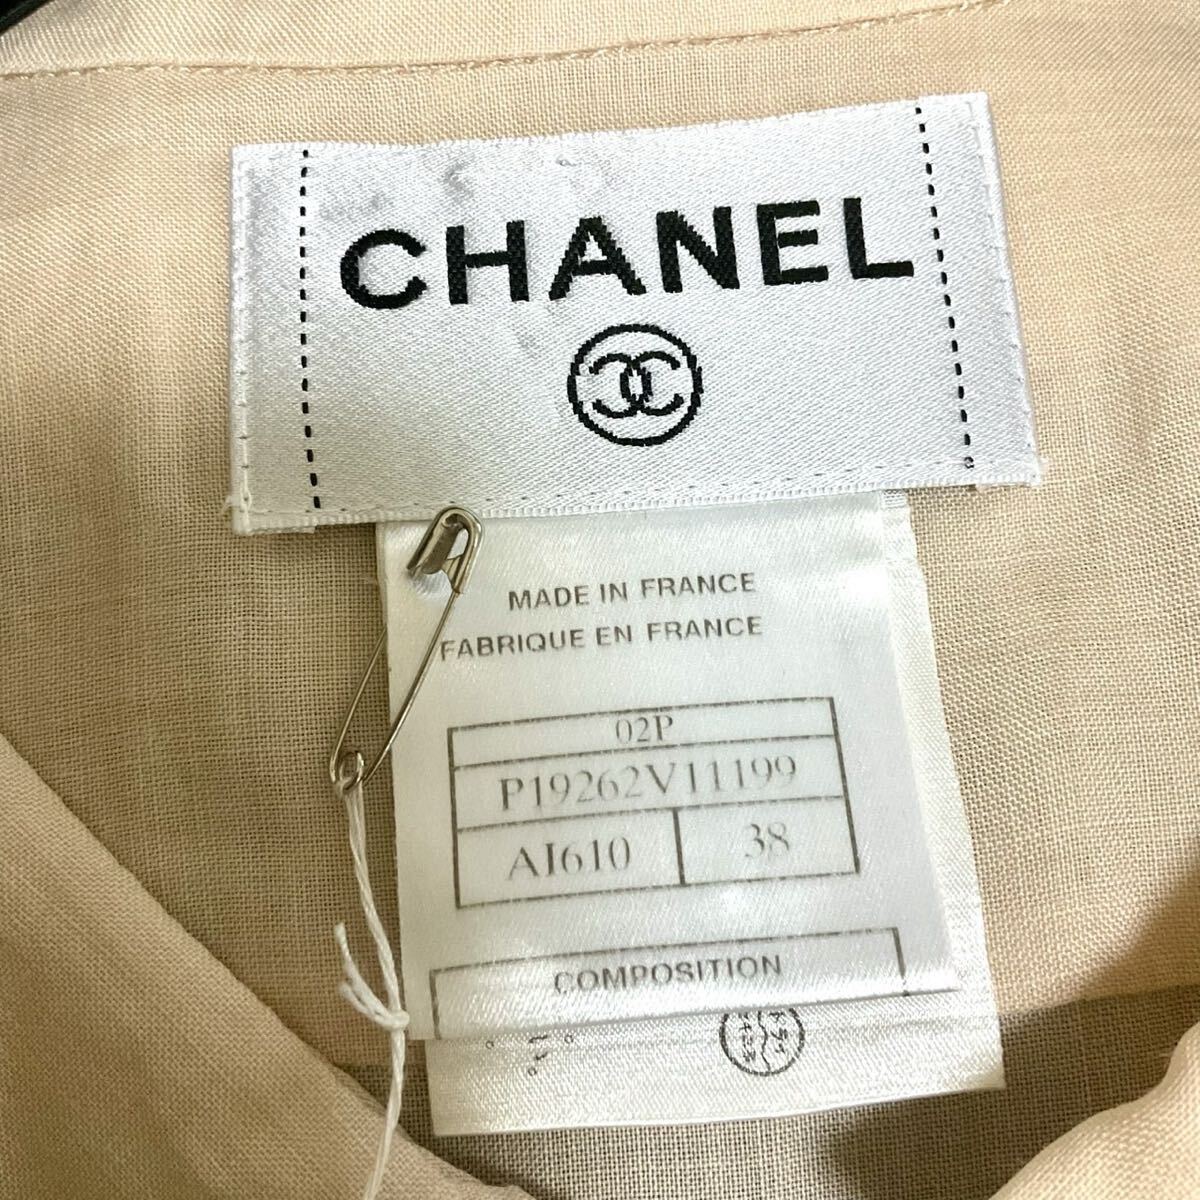 CHANEL
MADE IN FRANCE
FABRIQUE EN FRANCE
02P
P19262V11199
AI610 38
COMPOSITION